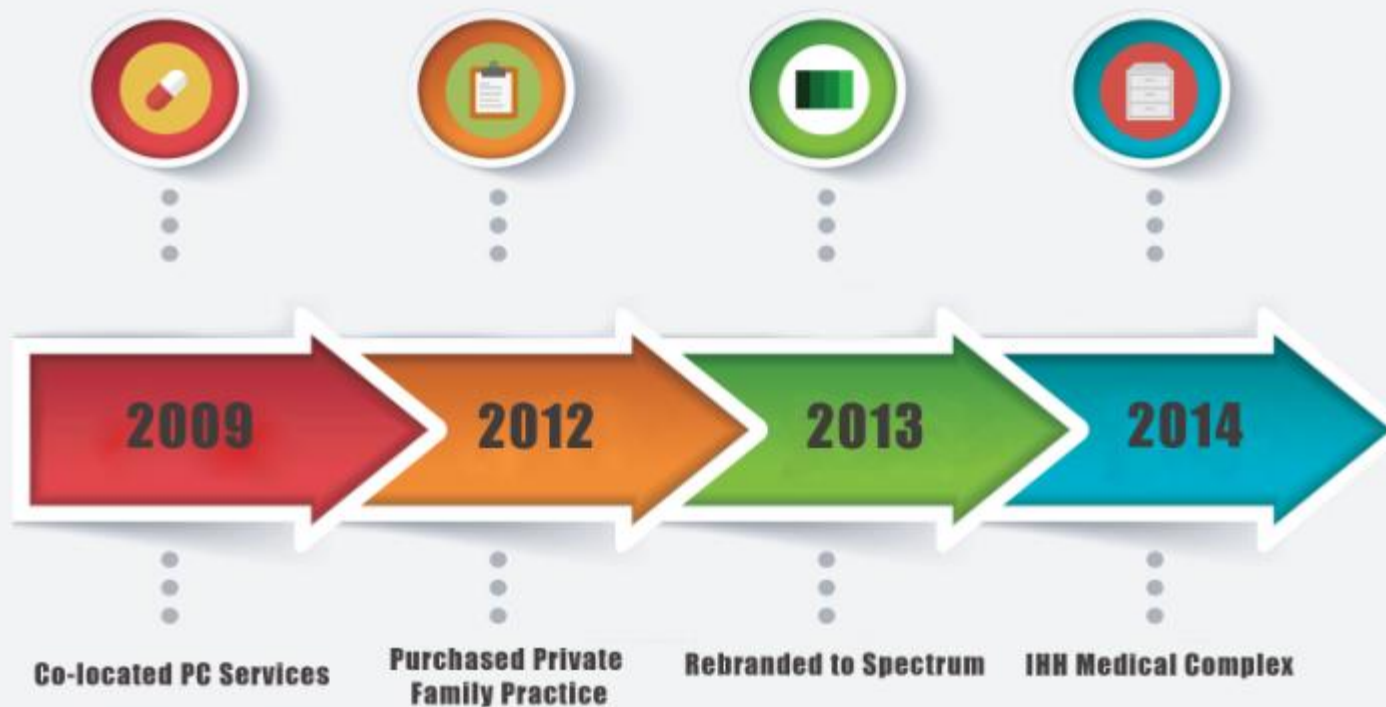 2009
2012
2013
2014
Co-located PC Services
Purchased Private
Family Practice
Rebranded to Spectrum
IHH Medical Complex